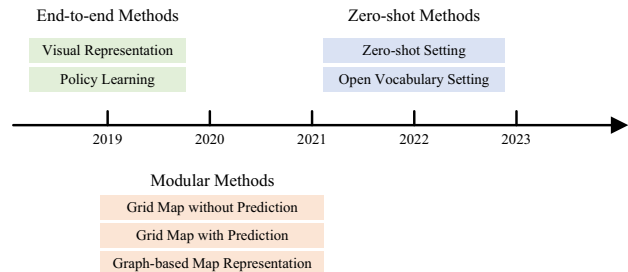 End-to-end Methods
Zero-shot Methods
Visual Representation
Zero-shot Setting
Policy Learning
Open Vocabulary Setting
2019
2020
2021
2022
2023
Modular Methods
Grid Map without Prediction
Grid Map with Prediction
Graph-based Map Representation